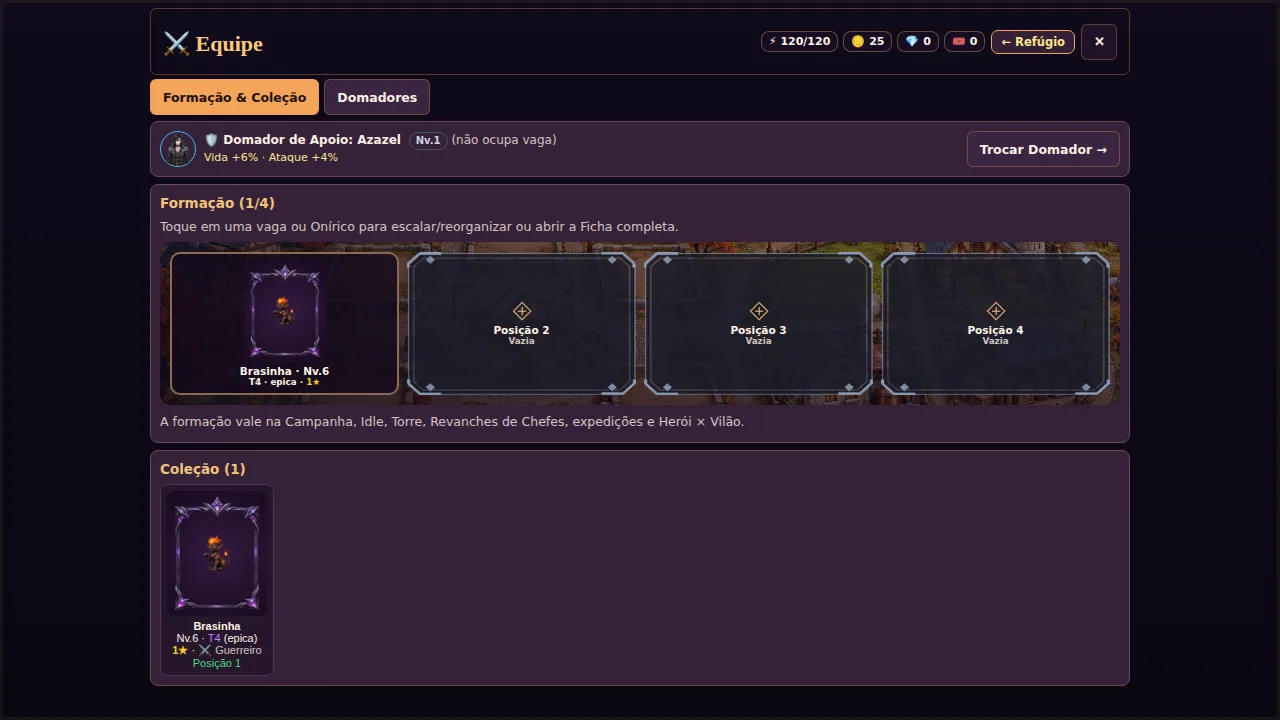 ⚔️ Equipe
⚡ 120/120 🪙 25 💎 0 🎟️ 0 ← Refúgio ✕
Formação & Coleção Domadores
🛡️ Domador de Apoio: Azazel Nv.1 (não ocupa vaga)
Vida +6% · Ataque +4%
Trocar Domador →
Formação (1/4)
Toque em uma vaga ou Onírico para escalar/reorganizar ou abrir a Ficha completa.
Brasinha · Nv.6
T4 · epica · 1★
Posição 2
Vazia
Posição 3
Vazia
Posição 4
Vazia
A formação vale na Campanha, Idle, Torre, Revanches de Chefes, expedições e Herói × Vilão.
Coleção (1)
Brasinha
Nv.6 · T4 (epica)
1★ · ⚔️ Guerreiro
Posição 1